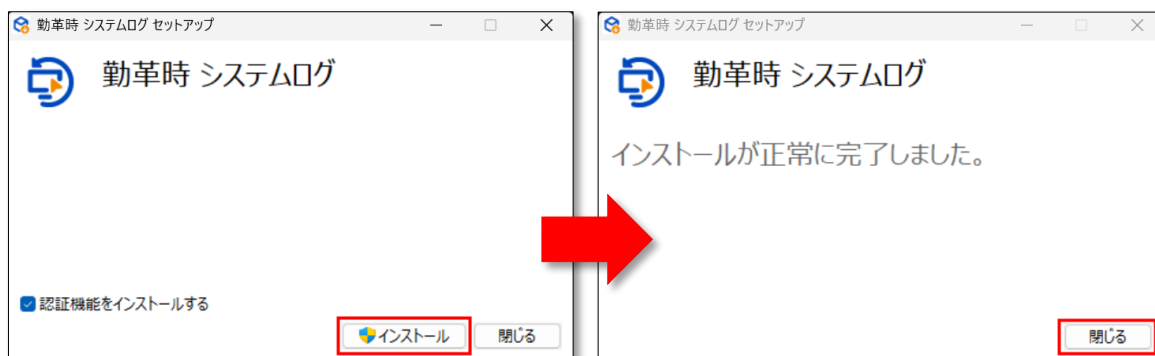 勤革時 システムログ セットアップ
勤革時 システムログ
認証機能をインストールする
インストール
閉じる
勤革時 システムログ セットアップ
勤革時 システムログ
インストールが正常に完了しました。
閉じる